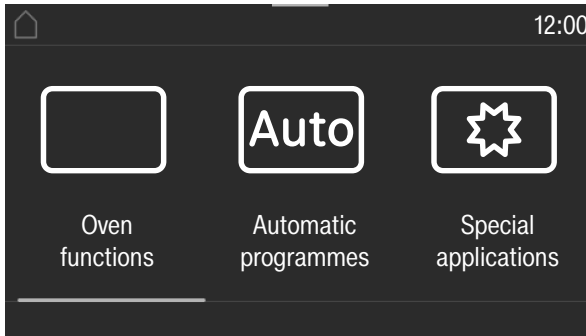 12:00
Auto
Oven
functions
Automatic
programmes
Special
applications